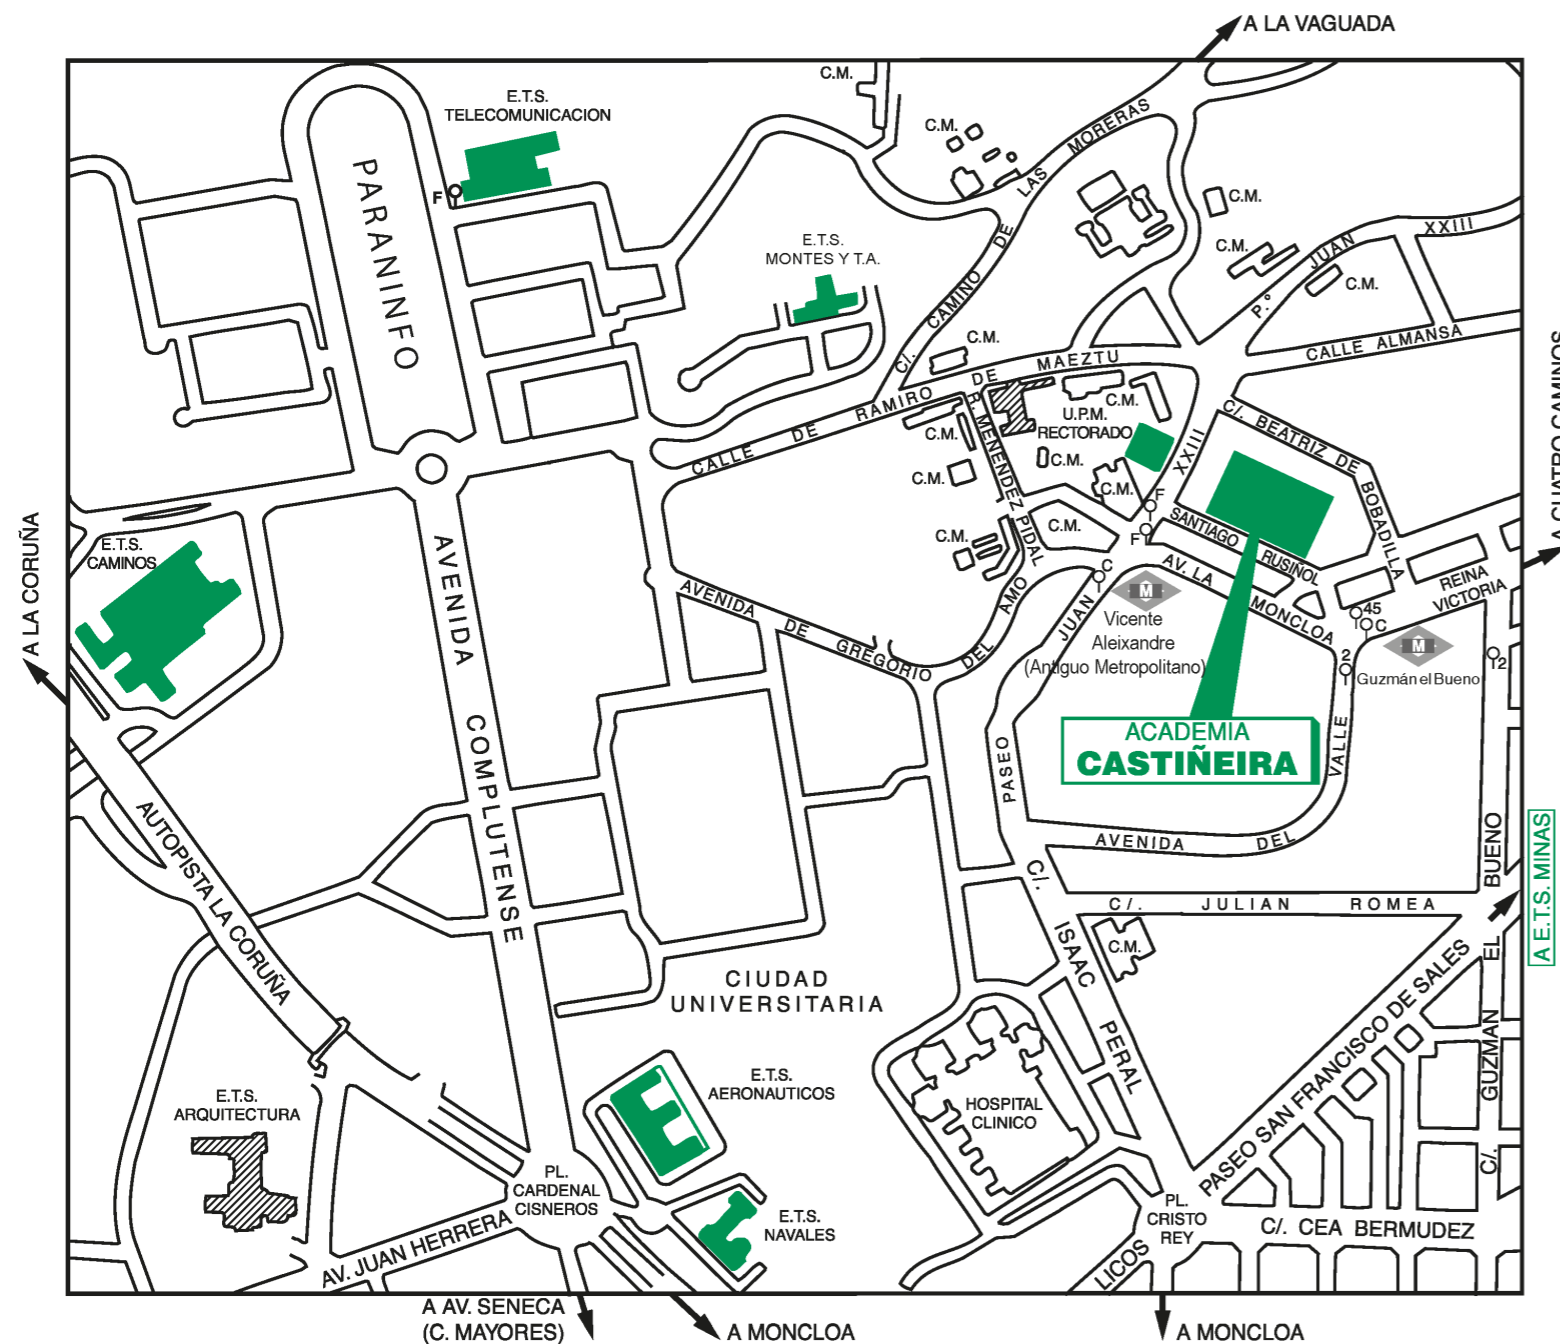 A LA VAGUADA
C.M.
E.T.S.
TELECOMUNICACION
C.M.
C/. CAMINO DE LAS MORERAS
F
PARANINFO
C.M.
E.T.S.
MONTES Y T.A.
C.M.
P.º JUAN XXIII
C.M.
C.M.
CALLE ALMANSA
CALLE DE RAMIRO DE MAEZTU
C.M.
U.P.M.
RECTORADO
C.M.
C.M.
C.M.
C.M.
C.M.
R. MENENDEZ PIDAL
XXIII
C/. BEATRIZ DE BOBADILLA
A CUATRO CAMINOS
F
F
C.M.
C.M.
SANTIAGO RUSIÑOL
AV. LA MONCLOA
REINA
VICTORIA
A LA CORUÑA
E.T.S.
CAMINOS
AVENIDA COMPLUTENSE
AVENIDA DE GREGORIO DEL AMO
C
M
Vicente
Aleixandre
(Antiguo Metropolitano)
45
C
2
M
Guzmán el Bueno
2
PASEO JUAN
ACADEMIA
CASTIÑEIRA
AVENIDA DEL VALLE
AUTOPISTA LA CORUÑA
C/. ISAAC PERAL
C/. JULIAN ROMEA
C.M.
A E.T.S. MINAS
C/. GUZMAN EL BUENO
PASEO SAN FRANCISCO DE SALES
CIUDAD
UNIVERSITARIA
E.T.S.
AERONAUTICOS
E.T.S.
ARQUITECTURA
HOSPITAL
CLINICO
PL.
CARDENAL
CISNEROS
E.T.S.
NAVALES
PL.
CRISTO
REY
C/. CEA BERMUDEZ
AV. JUAN HERRERA
LICOS
A AV. SENECA
(C. MAYORES)
A MONCLOA
A MONCLOA